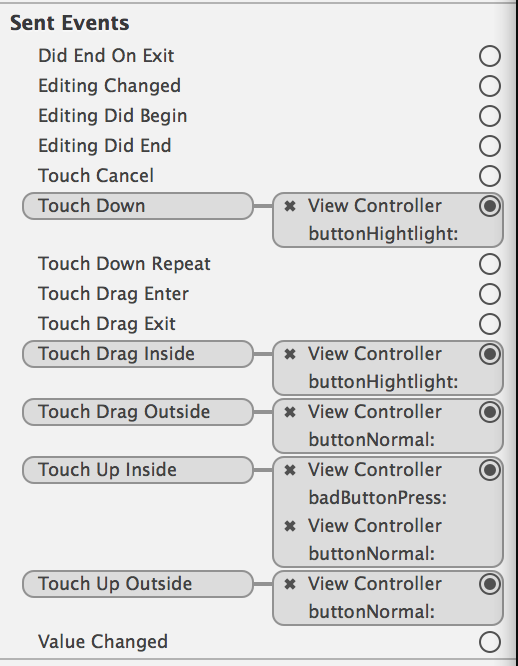 Sent Events
Did End On Exit
Editing Changed
Editing Did Begin
Editing Did End
Touch Cancel
Touch Down
View Controller
buttonHightlight:
Touch Down Repeat
Touch Drag Enter
Touch Drag Exit
Touch Drag Inside
View Controller
buttonHightlight:
Touch Drag Outside
View Controller
buttonNormal:
Touch Up Inside
View Controller
badButtonPress:
View Controller
buttonNormal:
Touch Up Outside
View Controller
buttonNormal:
Value Changed